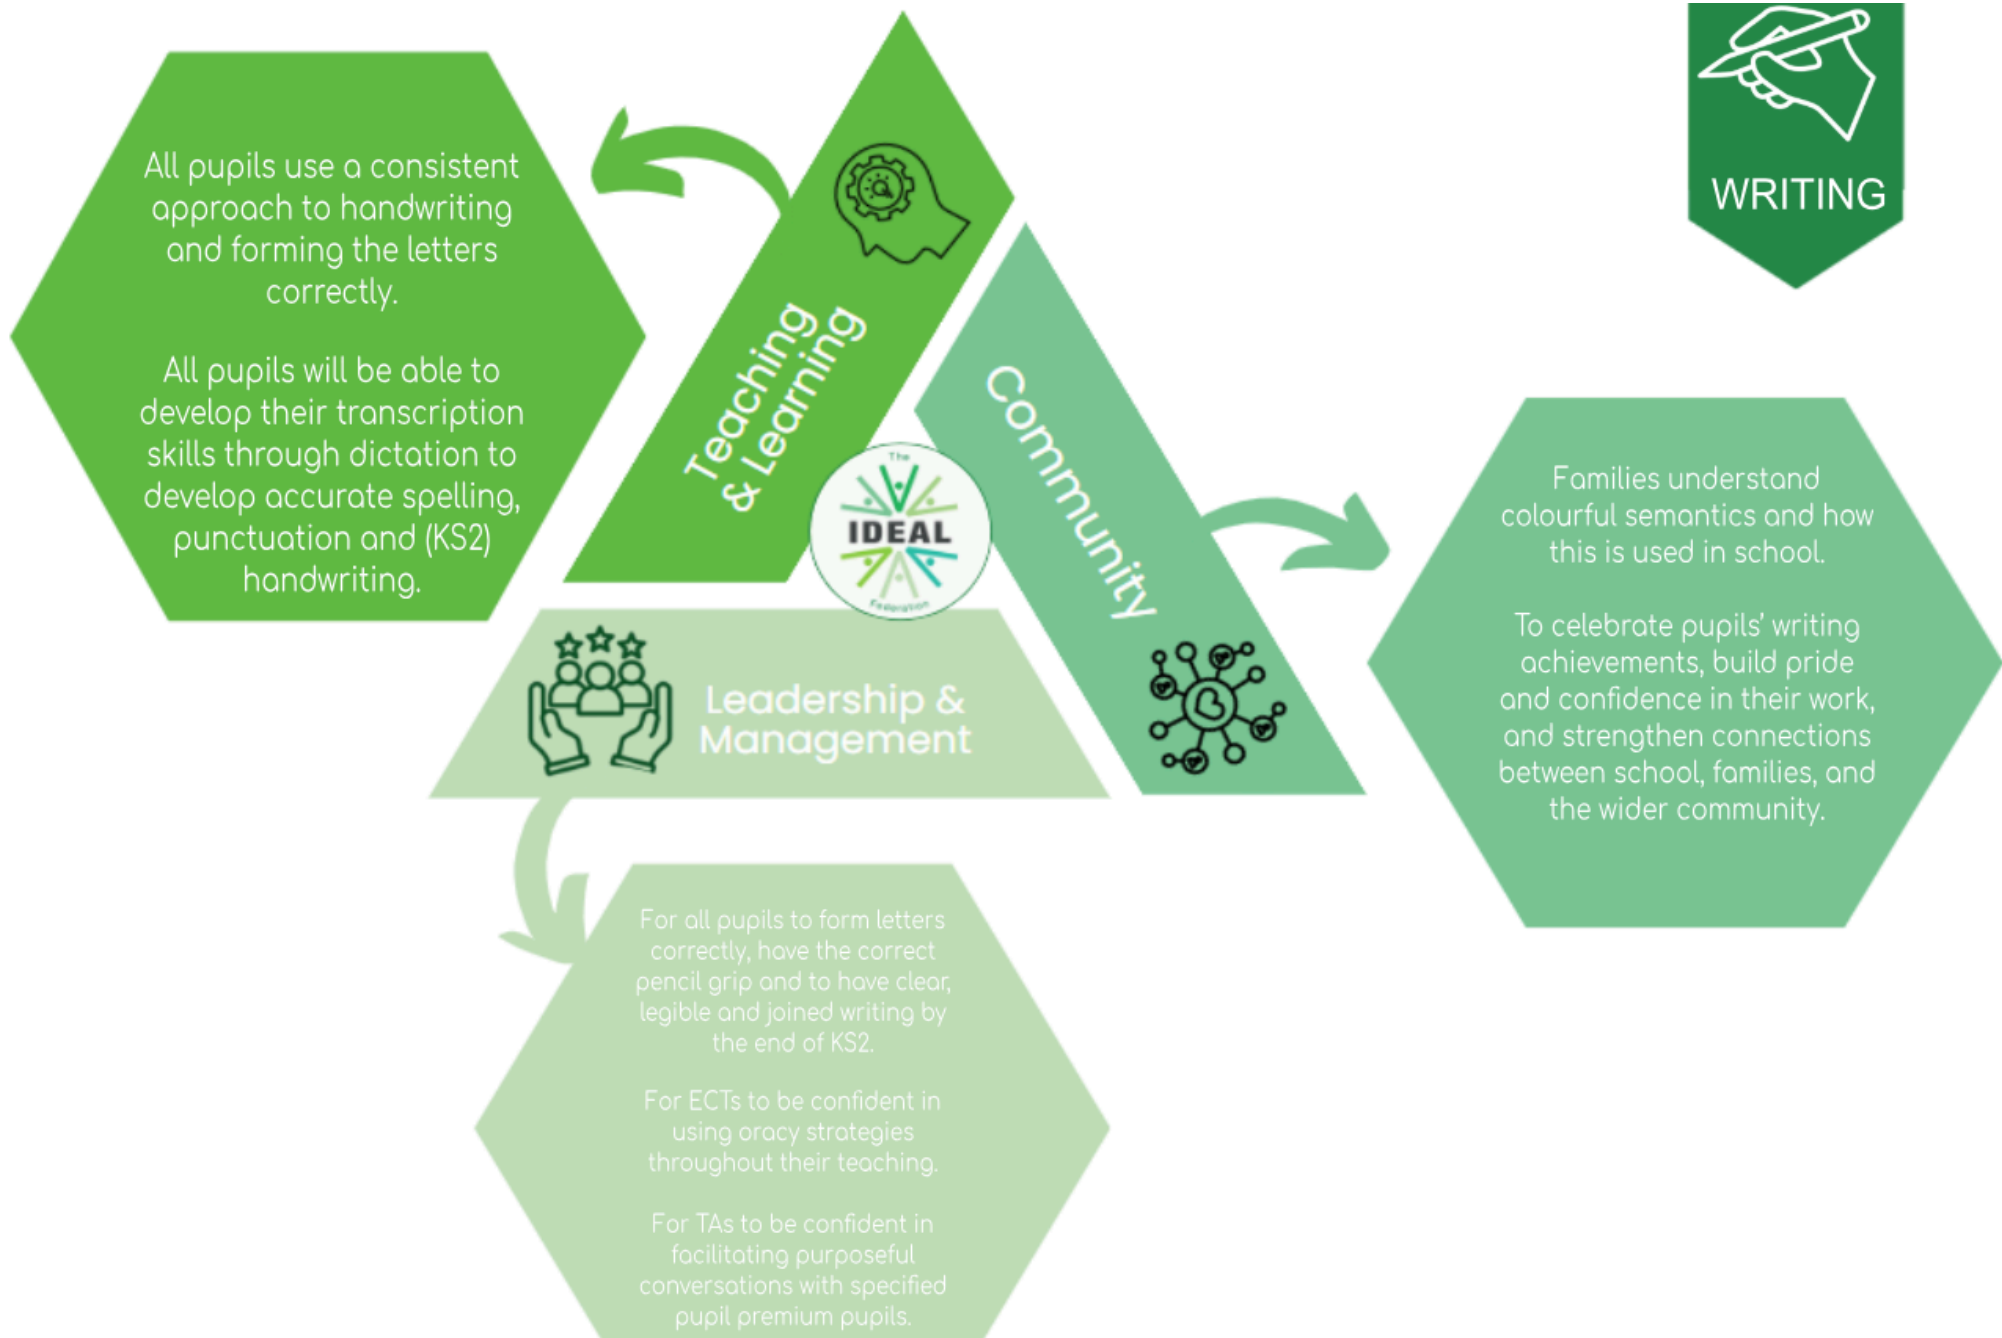 WRITING
All pupils use a consistent
approach to handwriting
and forming the letters
correctly.
All pupils will be able to
develop their transcription
skills through dictation to
develop accurate spelling,
punctuation and (KS2)
handwriting.
Teaching
& Learning
Community
The
IDEAL
Federation
Families understand
colourful semantics and how
this is used in school.
To celebrate pupils' writing
achievements, build pride
and confidence in their work,
and strengthen connections
between school, families, and
the wider community.
Leadership &
Management
For all pupils to form letters
correctly, have the correct
pencil grip and to have clear,
legible and joined writing by
the end of KS2.
For ECTs to be confident in
using oracy strategies
throughout their teaching.
For TAs to be confident in
facilitating purposeful
conversations with specified
pupil premium pupils.